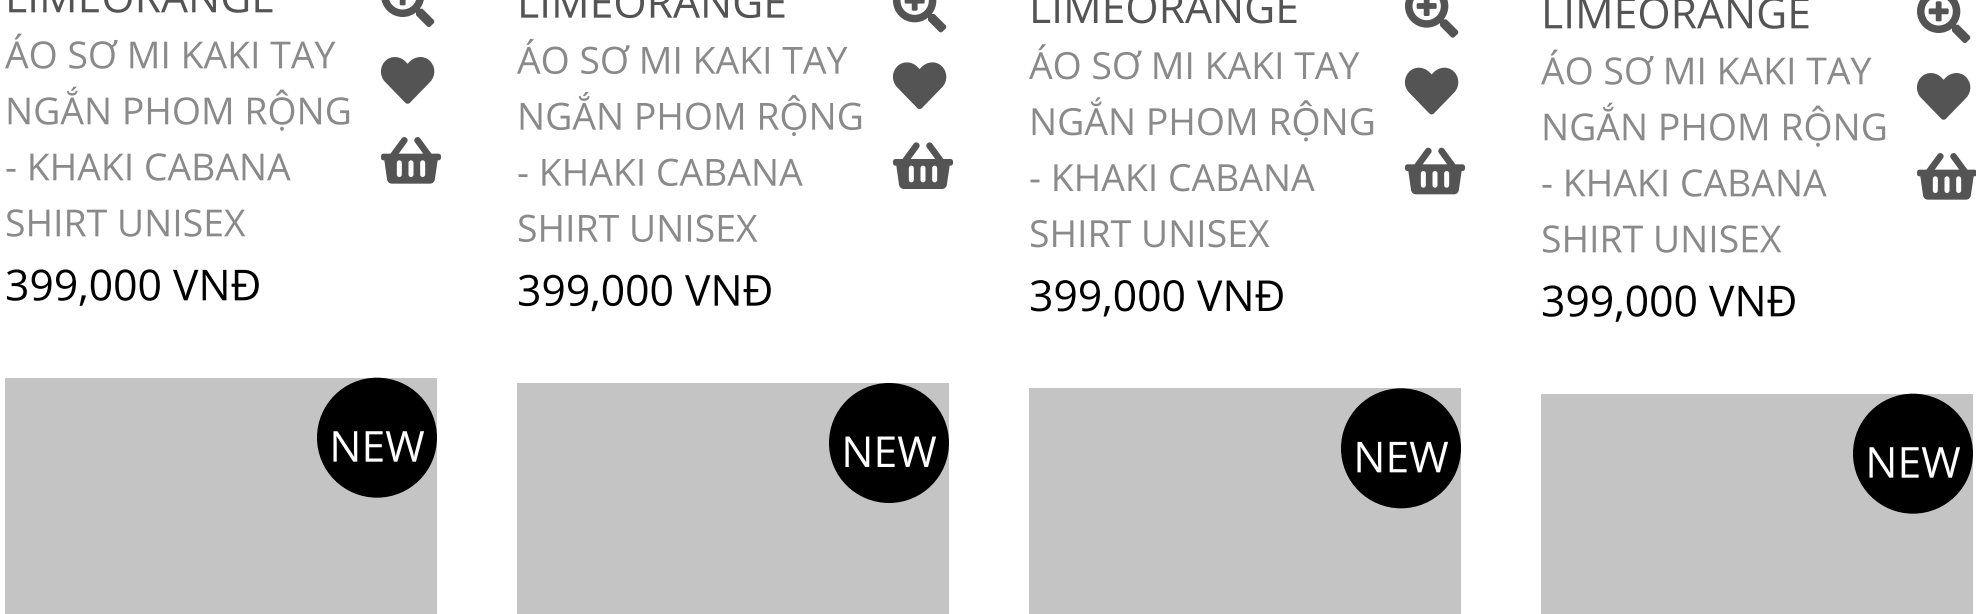 LIMEORANGE
ÁO SƠ MI KAKI TAY
NGẮN PHOM RỘNG
- KHAKI CABANA
SHIRT UNISEX
399,000 VNĐ
NEW
LIMEORANGE
ÁO SƠ MI KAKI TAY
NGẮN PHOM RỘNG
- KHAKI CABANA
SHIRT UNISEX
399,000 VNĐ
NEW
LIMEORANGE
ÁO SƠ MI KAKI TAY
NGẮN PHOM RỘNG
- KHAKI CABANA
SHIRT UNISEX
399,000 VNĐ
NEW
LIMEORANGE
ÁO SƠ MI KAKI TAY
NGẮN PHOM RỘNG
- KHAKI CABANA
SHIRT UNISEX
399,000 VNĐ
NEW